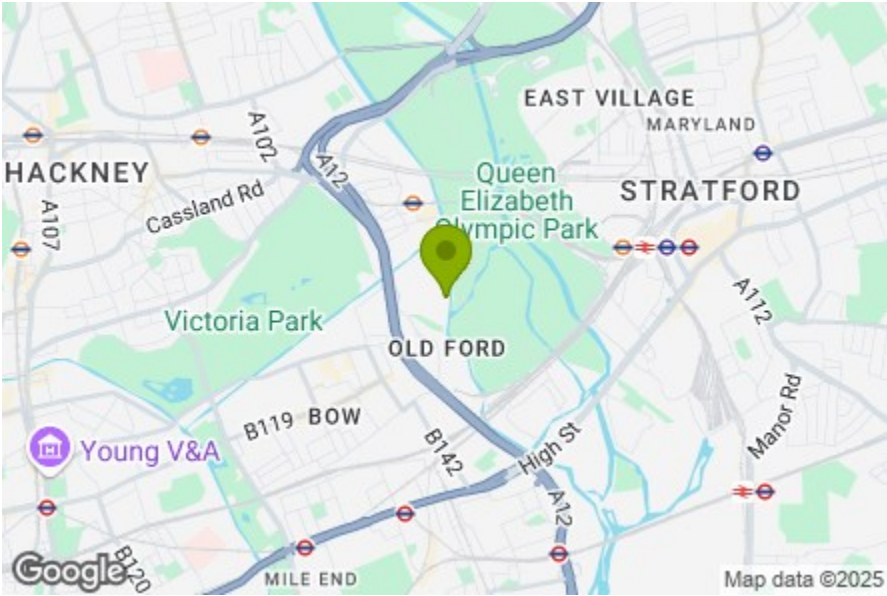 EAST VILLAGE
MARYLAND
A102
A12
HACKNEY
Queen
Elizabeth
Olympic Park
STRATFORD
Cassland Rd
A107
A112
Victoria Park
OLD FORD
Manor Rd
B119
BOW
B142
High St
Young V&A
A12
B120
MILE END
Google
Map data ©2025